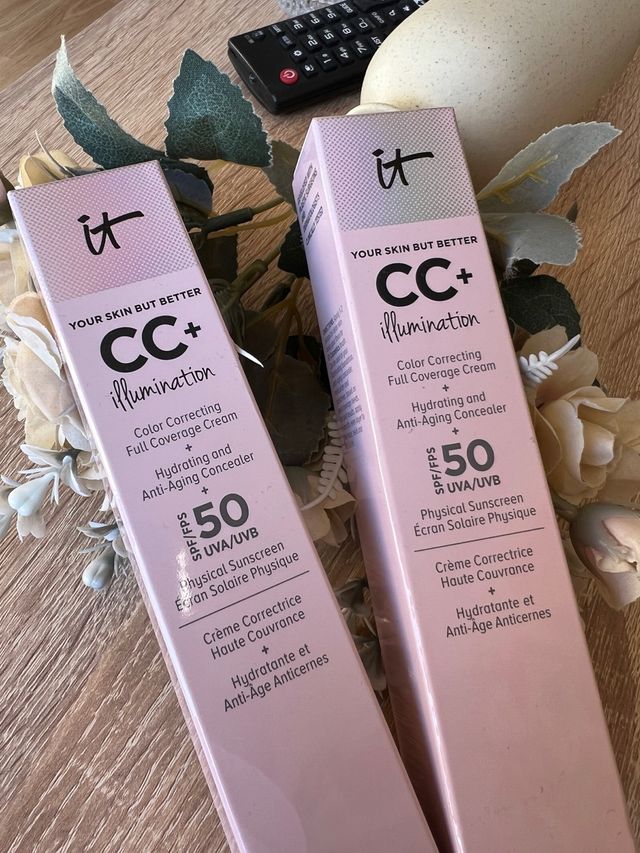 it
YOUR SKIN BUT BETTER
CC+
illumination
Color Correcting
Full Coverage Cream
+
Hydrating and
Anti-Aging Concealer
+
SPF/FPS 50
UVA/UVB
Physical Sunscreen
Écran Solaire Physique
Crème Correctrice
Haute Couvrance
+
Hydratante et
Anti-Âge Anticernes
it
YOUR SKIN BUT BETTER
CC+
illumination
Color Correcting
Full Coverage Cream
+
Hydrating and
Anti-Aging Concealer
+
SPF/FPS 50
UVA/UVB
Physical Sunscreen
Écran Solaire Physique
Crème Correctrice
Haute Couvrance
+
Hydratante et
Anti-Âge Anticernes